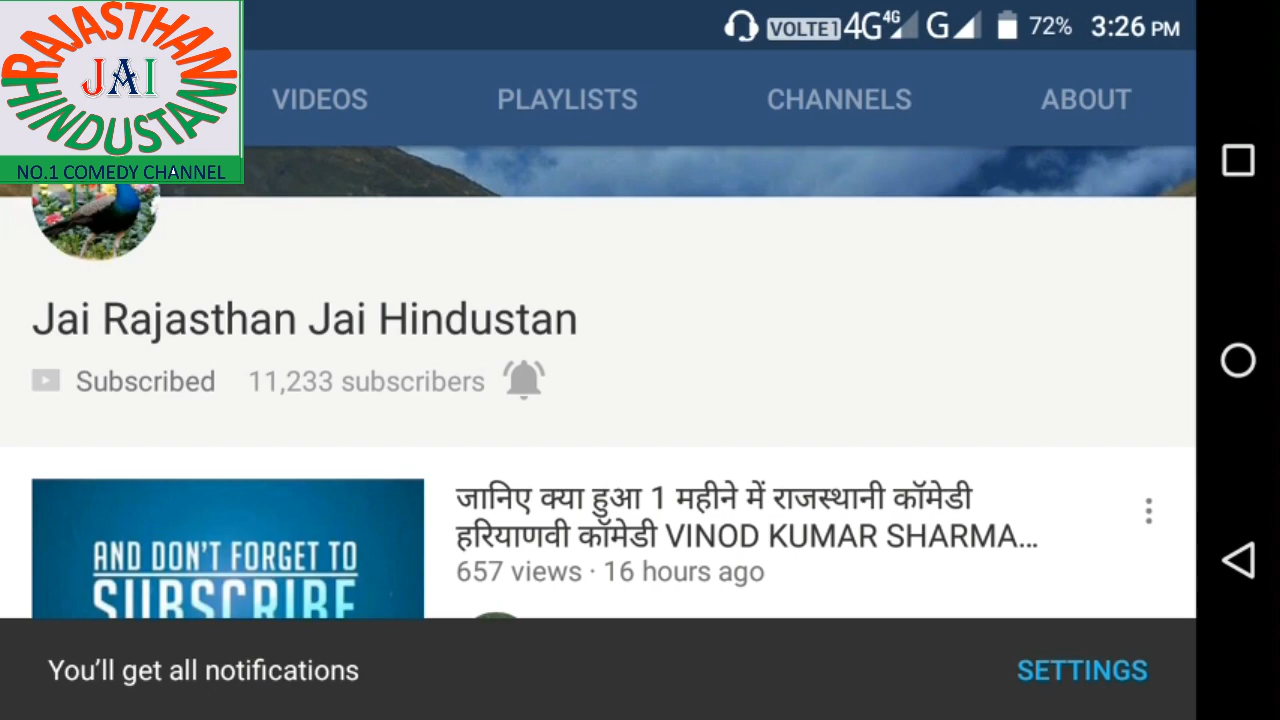 RAJASTHAN
JAI
HINDUSTAN
NO.1 COMEDY CHANNEL
VOLTE1 4G 4G G 72% 3:26 PM
VIDEOS PLAYLISTS CHANNELS ABOUT
Jai Rajasthan Jai Hindustan
Subscribed 11,233 subscribers
AND DON'T FORGET TO
SUBSCRIBE
जानिए क्या हुआ 1 महीने में राजस्थानी कॉमेडी
हरियाणवी कॉमेडी VINOD KUMAR SHARMA...
657 views · 16 hours ago
You'll get all notifications SETTINGS